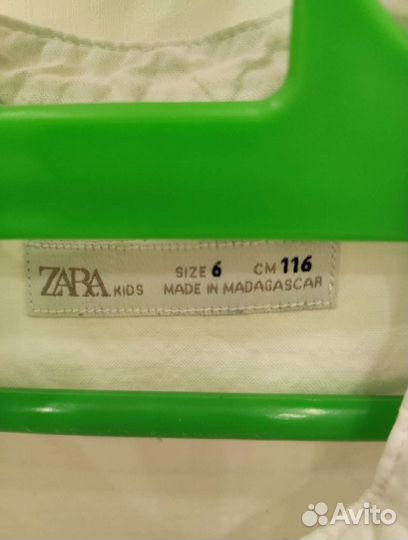 ZARA KIDS SIZE 6 CM 116
MADE IN MADAGASCAR
Avito